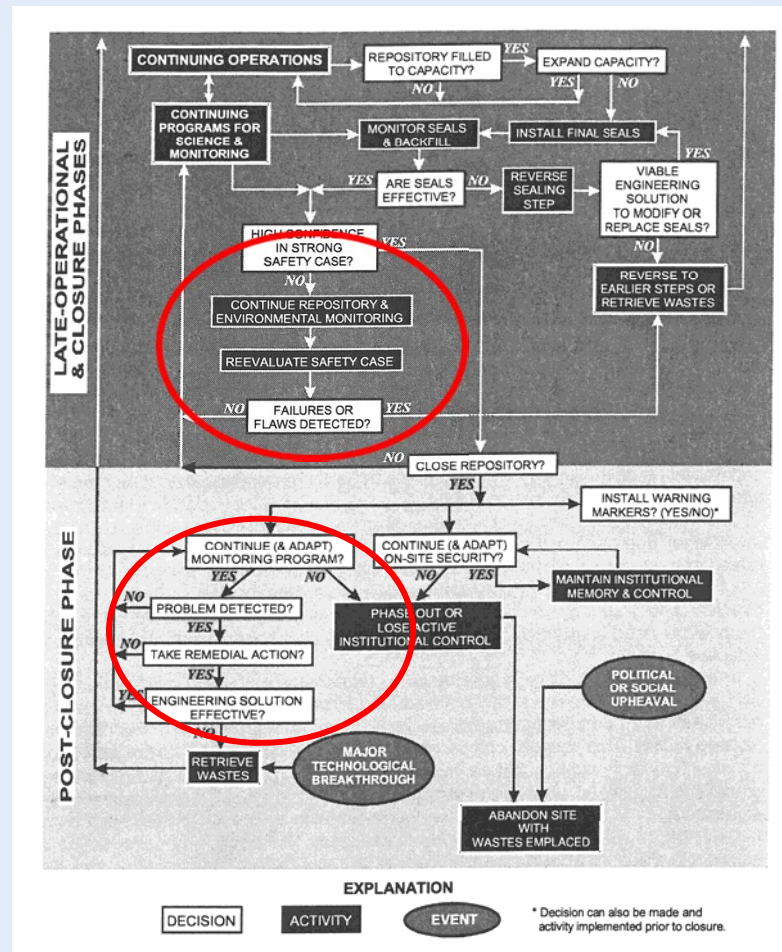 CONTINUING OPERATIONS
REPOSITORY FILLED
TO CAPACITY?
YES
EXPAND CAPACITY?
NO
YES
NO
CONTINUING
PROGRAMS FOR
SCIENCE &
MONITORING
MONITOR SEALS
& BACKFILL
INSTALL FINAL SEALS
YES
YES
ARE SEALS
EFFECTIVE?
NO
REVERSE
SEALING
STEP
VIABLE
ENGINEERING
SOLUTION
TO MODIFY OR
REPLACE SEALS?
HIGH CONFIDENCE
IN STRONG
SAFETY CASE?
YES
NO
NO
REVERSE TO
EARLIER STEPS OR
RETRIEVE WASTES
CONTINUE REPOSITORY &
ENVIRONMENTAL MONITORING
REEVALUATE SAFETY CASE
NO
FAILURES OR
FLAWS DETECTED?
YES
LATE-OPERATIONAL
& CLOSURE PHASES
NO
CLOSE REPOSITORY?
YES
INSTALL WARNING
MARKERS? (YES/NO)*
CONTINUE (& ADAPT)
MONITORING PROGRAM?
CONTINUE (& ADAPT)
ON-SITE SECURITY?
YES
NO
NO
YES
MAINTAIN INSTITUTIONAL
MEMORY & CONTROL
NO
PROBLEM DETECTED?
PHASE OUT OR
LOSE ACTIVE
INSTITUTIONAL CONTROL
YES
NO
TAKE REMEDIAL ACTION?
YES
YES
ENGINEERING SOLUTION
EFFECTIVE?
POLITICAL
OR SOCIAL
UPHEAVAL
NO
RETRIEVE
WASTES
MAJOR
TECHNOLOGICAL
BREAKTHROUGH
ABANDON SITE
WITH
WASTES EMPLACED
POST-CLOSURE PHASE
EXPLANATION
DECISION
ACTIVITY
EVENT
* Decision can also be made and
activity implemented prior to closure.